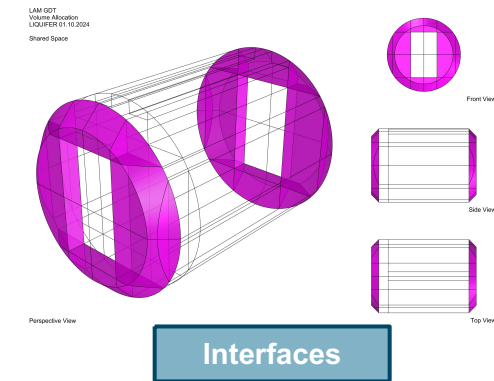 LAM GDT
Volume Allocation
LIQUIFER 01.10.2024
Shared Space
Front View
Side View
Perspective View
Top View
Interfaces